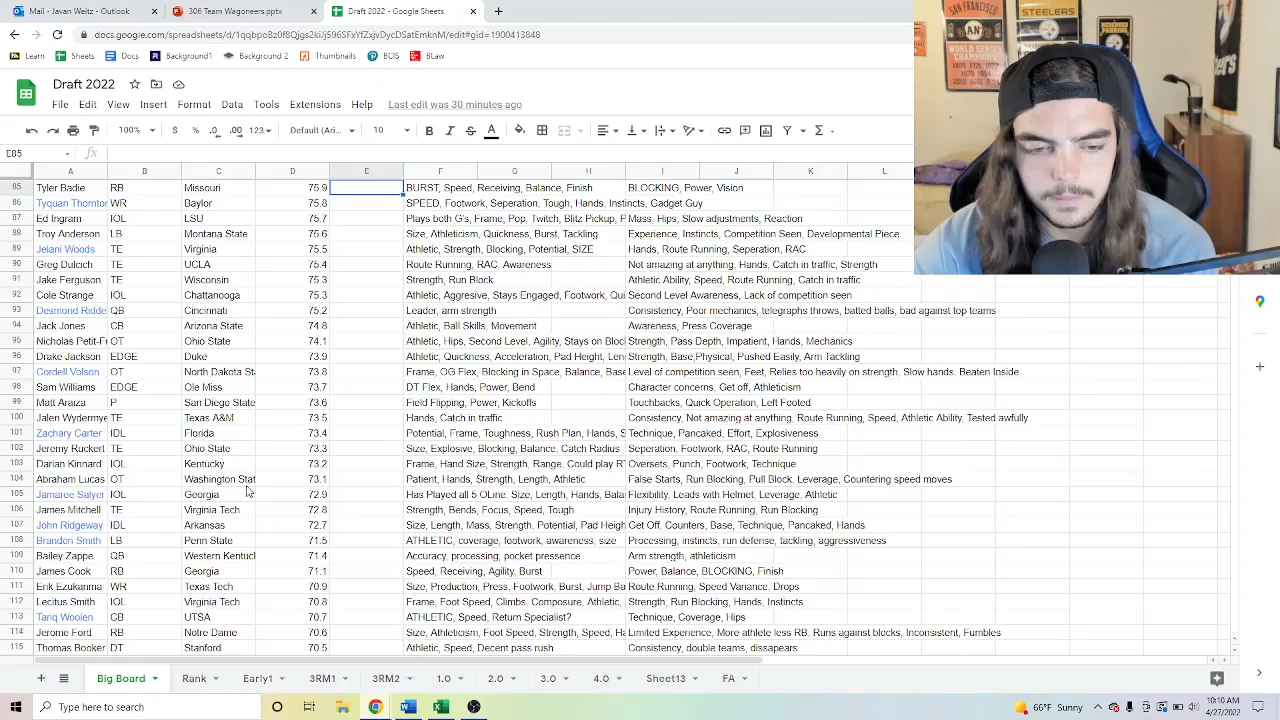 Mail - Javan Weitz - Outlook
306 Terry Wagoner
Draft 2022 - Google
Learn Sheets Background Backpack Thumbnails CIS SLaw
Draft 2022
File Edit View Insert Format Data Tools Extensions Help Last edit was 30 minutes ago
100% $ % .0 .00 123 Default (Ari... 10 B I S A
E85 fx
A B C D E F G H I J K L
85 Tyler Badie RB Missouri 7.9 BURST, Speed, Receiving, Balance, Finish BLOCKING, Power, Vision
86 Tyquan Thornton WR Baylor 75.8 SPEED, Footwork, Seperation, Tough, Hands, Instincts, Gadget Guy
87 Ed Ingram IOL LSU 75.7 Plays both G's, Frame, Pop, Twitch, Blitz Pickup, P Mass, Hips, Slow adjustments, Reaction
88 Troy Anderson LB Montana State 75.6 Size, Athleticism, Quickness, Burst, Tackling Experience, Instincts, Competition Seen, Developmental Piece
89 Jelani Woods TE Virginia 75.5 Athletic, Strength, Blocking, Potential, SIZE Hands, Route Running, Seperation, RAC
90 Greg Dulcich TE UCLA 75.4 Route Running, RAC, Awareness Not amazing at anything, Hands, Catch in traffic, Strength
91 Jake Ferguson TE Wisconsin 75.3 Strength, Run Block Athletic Ability, Speed, Route Running, Catch in traffic
92 Cole Strange IOL Chattanooga 75.3 Athletic, Aggresive, Stays Engaged, Footwork, Qui Second Level Awareness, Lack of competition seen
93 Desmond Ridde QB Cincinnati 75.2 Leader, arm strength Consistency, Poor mechanics, telegraphs throws, batted balls, bad against top teams
94 Jack Jones CB Arizona State 74.8 Athletic, Ball Skills, Movement Awareness, Press Coverage
95 Nicholas Petit-Fr OT Ohio State 74.1 Athletic, Hips, Second Level, Agile, Stays on Bloc Strength, Pass Depth, Impatient, Hands, Mechanics
96 Drake Jackson EDGE Duke 73.9 Athletic, Quickness, Acceleration, Pad Height, Len Strength, Base,Physical, Pushed Easily, Arm Tackling
97 Cordell Volson OT North Dakota St 73.8 Frame, OG Flex, Blocking in Space, Balance, Base Level of competition seen, Feet, Relies too heavily on strength, Slow hands, Beaten Inside
98 Sam Williams EDGE Ole Miss 73.7 DT Flex, Hands, Power, Bend Character concerns, Get off, Athleticism
99 Matt Araiza P San Diego State 73.6 Field Flipping, Power, Kickoffs Touchbacks, Quick Operation, Left Footed
100 Jalen Wydermye TE Texas A&M 73.5 Hands, Catch in traffic Consistency, Not amazing at anything, Route Running, Speed, Athletic Ability, Tested awfully
101 Zachary Carter IDL Florida 73.4 Potential, Frame, Toughness, Rush Plan, Hands, S Technique, Pancaked, Effort, Explosiveness
102 Jeremy Ruckert TE Ohio State 73.3 Size, Explosive, Blocking, Balance, Catch Radius Seperation, Footwork, RAC, Route Running
103 Darian Kinnard IOL Kentucky 73.2 Frame, Hand Size, Strength, Range, Could play RT Oversets, Punch, Footwork, Technique
104 Abraham Lucas OT Washington Stat 73.1 Patient, Hands, Strength, Length, Athletic False Starts, Run Blocking, Pull Block, Leverage, Countering speed moves
105 Jamaree Salyer IOL Georgia 72.9 Has Played all 5 OLine, Size, Length, Hands, Bala Flexibility, Leads with Helmet, Leverage, Athletic
106 James Mitchell TE Virginia Tech 72.8 Strength, Bends, Focus, Speed, Tough Injury History, Route Running, Run Blocking
107 John Ridgeway IDL Arkansas 72.7 Size, Length, Mass, Strength, Potential, Pad Heigh Get Off, Counters, Base, Technique, Pancaked, Hands
108 Brandon Smith LB Penn State 71.5 ATHLETIC, coverage, footwork, awareness, size Processing, instincts, run defense, tackling, aggressiveness
109 Bailey Zappe QB Western Kentucl 71.4 Accuracy, processing, pocket pressence Arm strength, athleticism
110 James Cook RB Georgia 71.1 Speed, Receiving, Agility, Burst Power, Balance, BLOCKINO, Finish
111 Erik Ezukanma WR Texas Tech 70.9 Size, Production, Press, Footwork, Burst, Jump Ba Route Running, Speed Variance, Drops
112 Lecitus Smith IOL Virginia Tech 70.8 Frame, Foot Speed, Climbs, Composure, Athletic, Strength, Run Blocking, Hands, Instincts
113 Tariq Woolen CB UTSA 70.7 ATHLETIC, Speed, Return Specialist? Technique, Coverage, Hips
114 Jerome Ford RB Notre Dame 70.6 Size, Athleticism, Foot Speed, Strength, Speed, Ha Limited Experience, More athlete less RB, Runs against blocks, Inconsistent, Fumbles
115 Thomas Booker DT Stanford 70.5 Athletic, Speed, Decent pass rish Consistency, double teams, dissapears
Big Board Rank Early1 3RM1 3RM2 1.0 2.0 3.0 4.0 Sheet13 FA
Type here to search 66°F Sunny 10:10 AM 4/27/2022